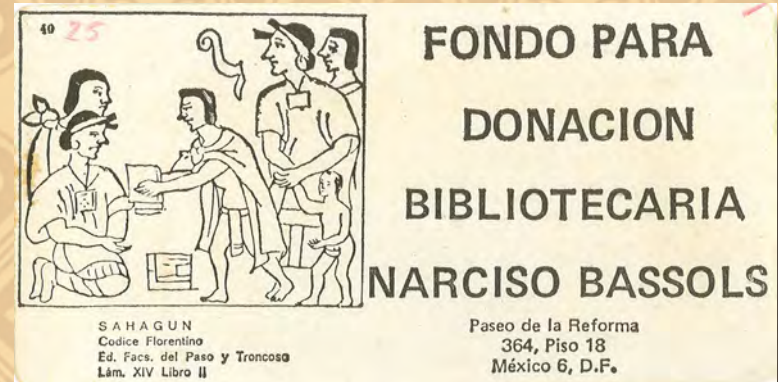 40 25
FONDO PARA
DONACION
BIBLIOTECARIA
NARCISO BASSOLS
SAHAGUN
Codice Florentino
Ed. Facs. del Paso y Troncoso
Lám. XIV Libro II
Paseo de la Reforma
364, Piso 18
México 6, D.F.